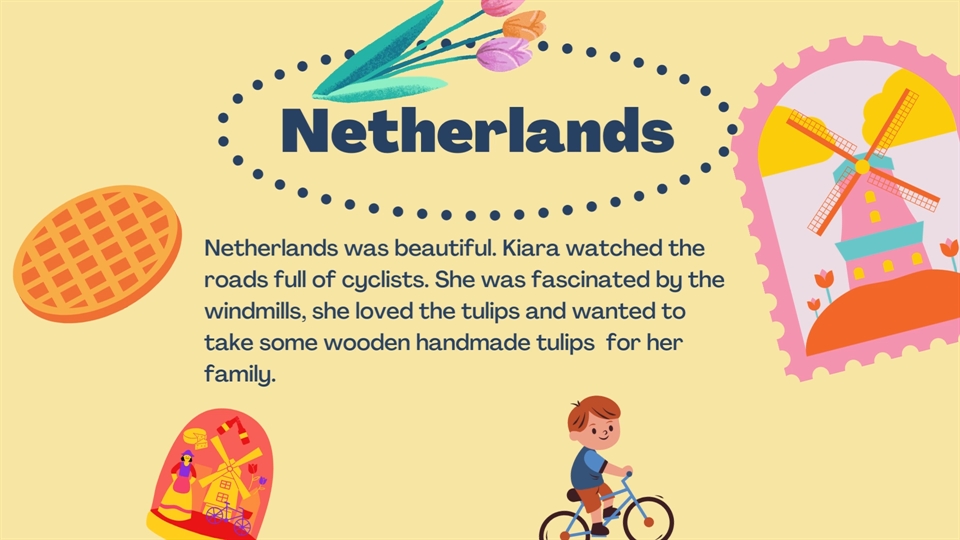 Netherlands
Netherlands was beautiful. Kiara watched the
roads full of cyclists. She was fascinated by the
windmills, she loved the tulips and wanted to
take some wooden handmade tulips  for her
family.